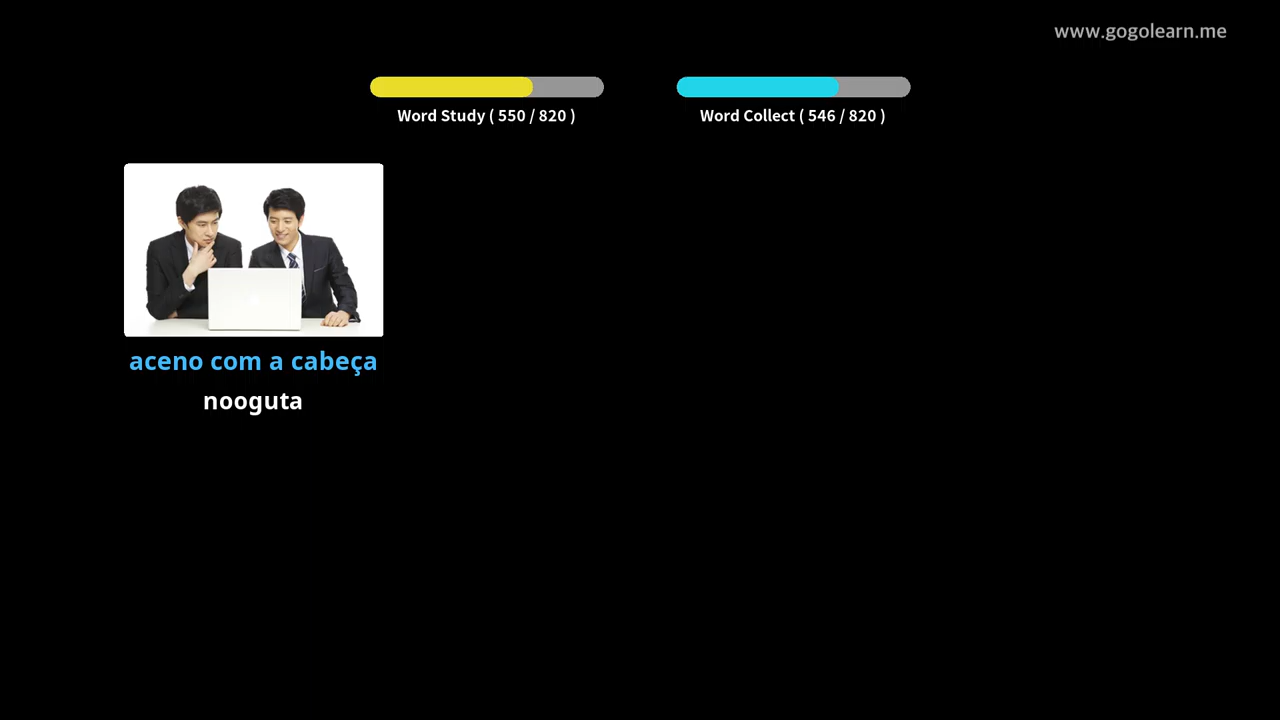 www.gogolearn.me
Word Study ( 550 / 820 )
Word Collect ( 546 / 820 )
aceno com a cabeça
nooguta